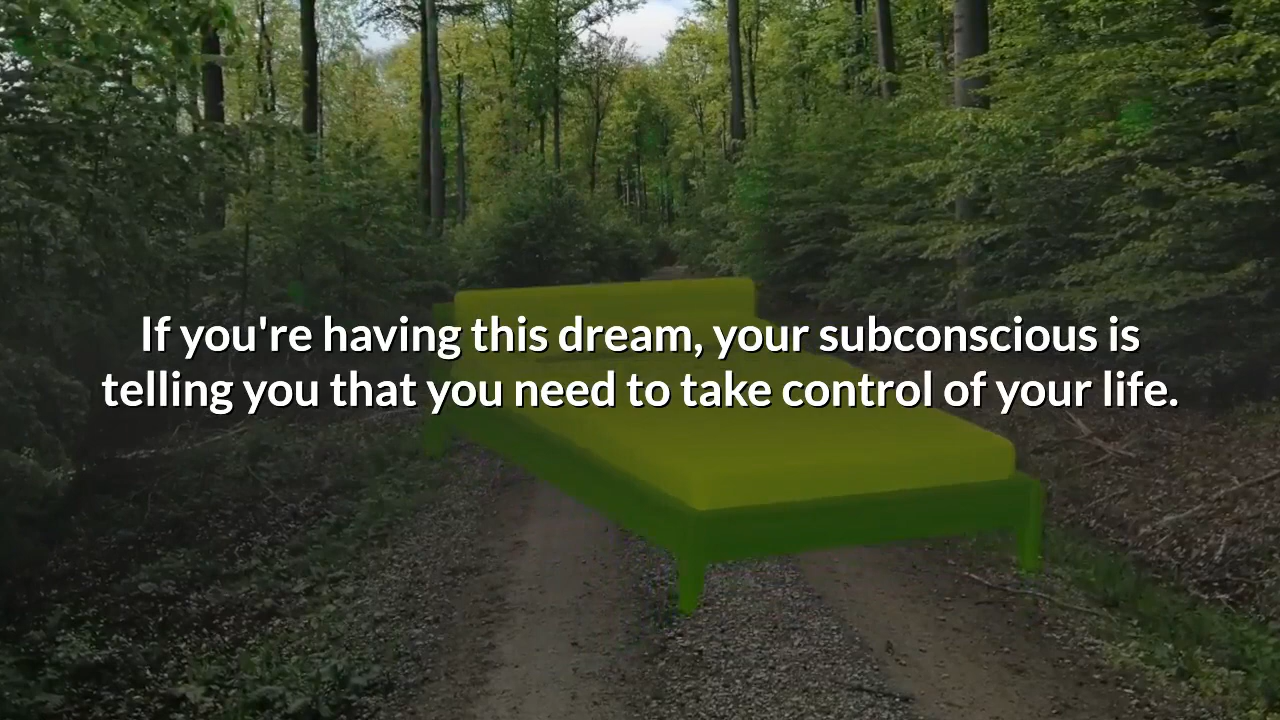 If you're having this dream, your subconscious is
telling you that you need to take control of your life.